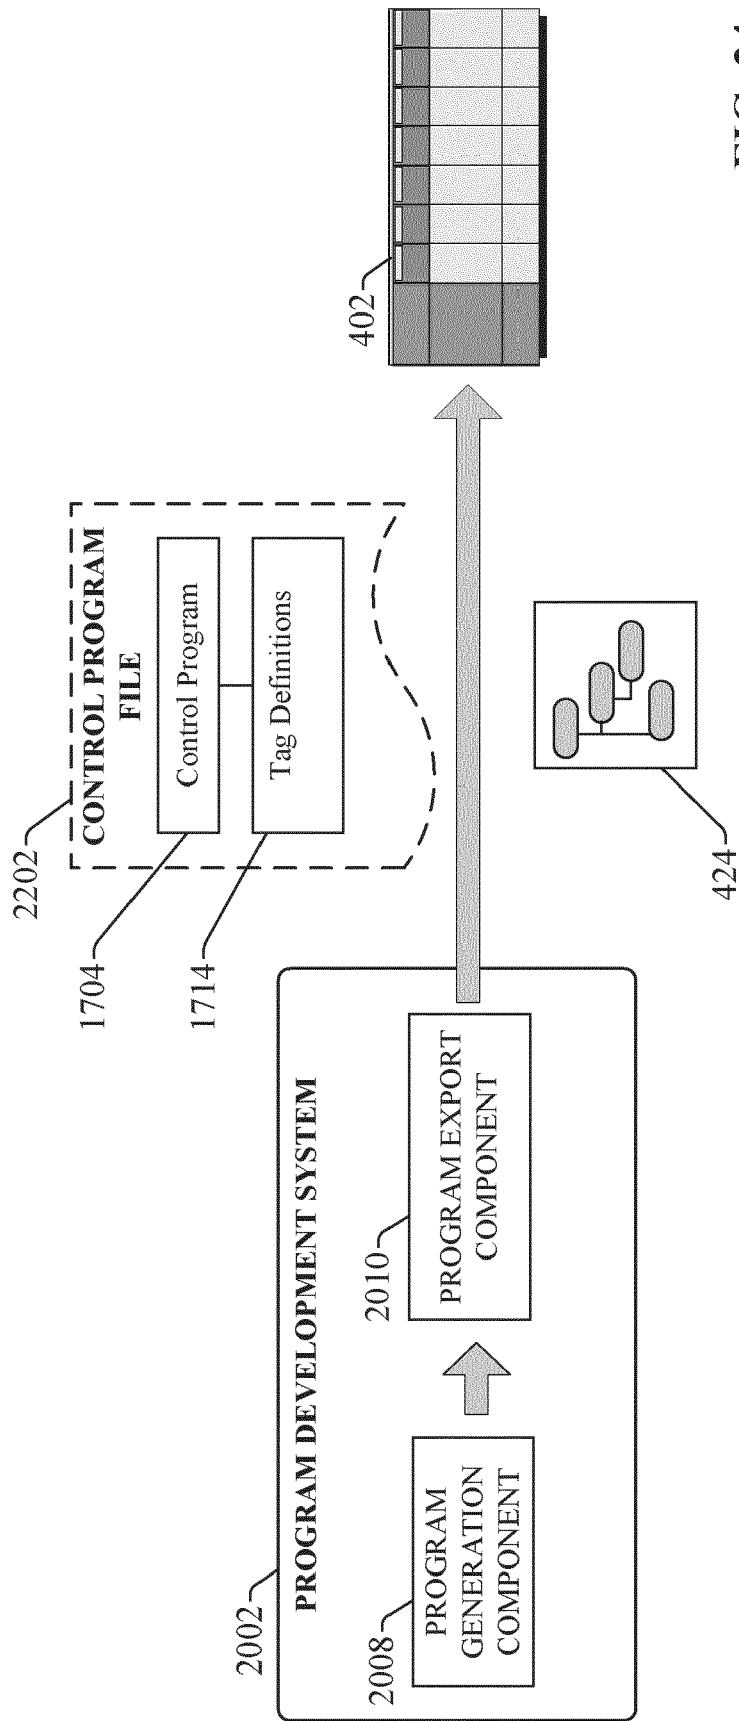 2202
CONTROL PROGRAM
FILE
1704
Control Program
1714
Tag Definitions
2002
PROGRAM DEVELOPMENT SYSTEM
2008
PROGRAM
GENERATION
COMPONENT
2010
PROGRAM EXPORT
COMPONENT
402
424
FIG.